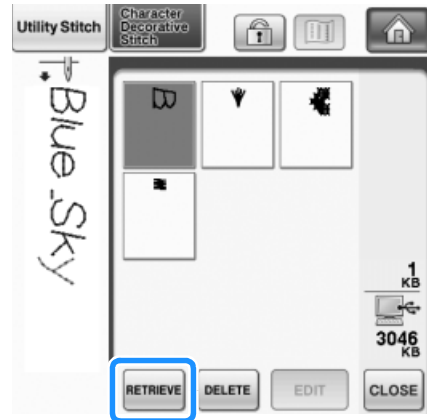 Utility Stitch
Character
Decorative
Stitch
Blue_Sky
B
1
KB
3046
KB
RETRIEVE
DELETE
EDIT
CLOSE